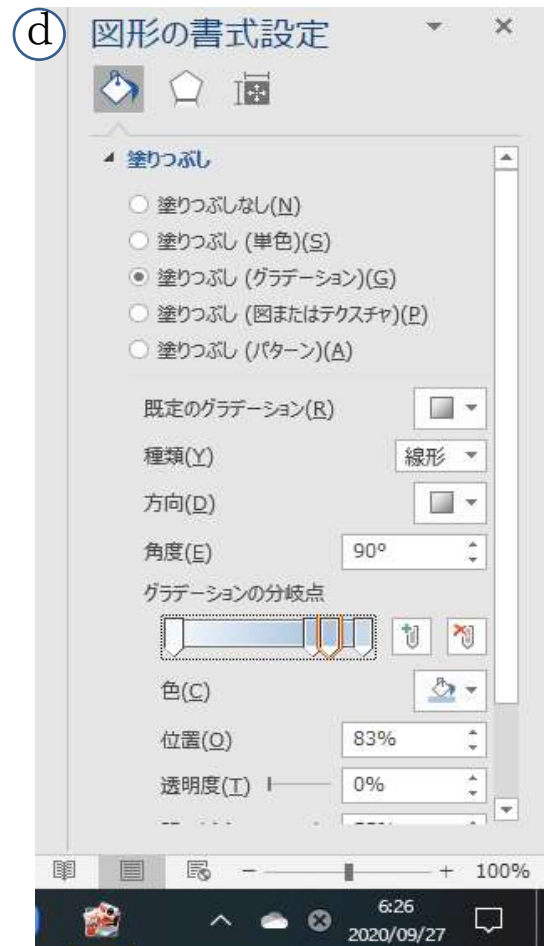 d
図形の書式設定
塗りつぶし
塗りつぶしなし(N)
塗りつぶし (単色)(S)
塗りつぶし (グラデーション)(G)
塗りつぶし (図またはテクスチャ)(P)
塗りつぶし (パターン)(A)
既定のグラデーション(R)
種類(Y) 線形
方向(D)
角度(E) 90°
グラデーションの分岐点
色(C)
位置(O) 83%
透明度(T) 0%
- + 100%
6:26
2020/09/27